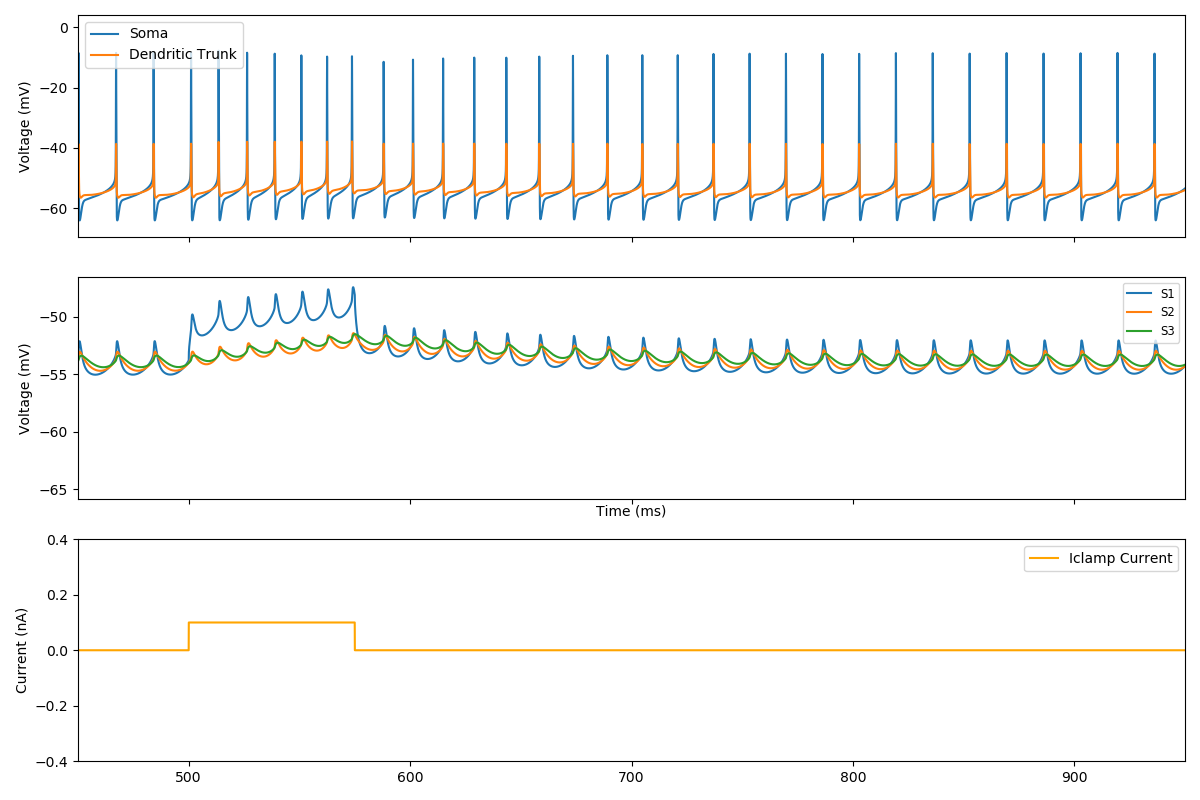 0
−20
−40
−60
Voltage (mV)
Soma
Dendritic Trunk
−50
−55
−60
−65
Voltage (mV)
S1
S2
S3
Time (ms)
0.4
0.2
0.0
−0.2
−0.4
Current (nA)
Iclamp Current
500
600
700
800
900